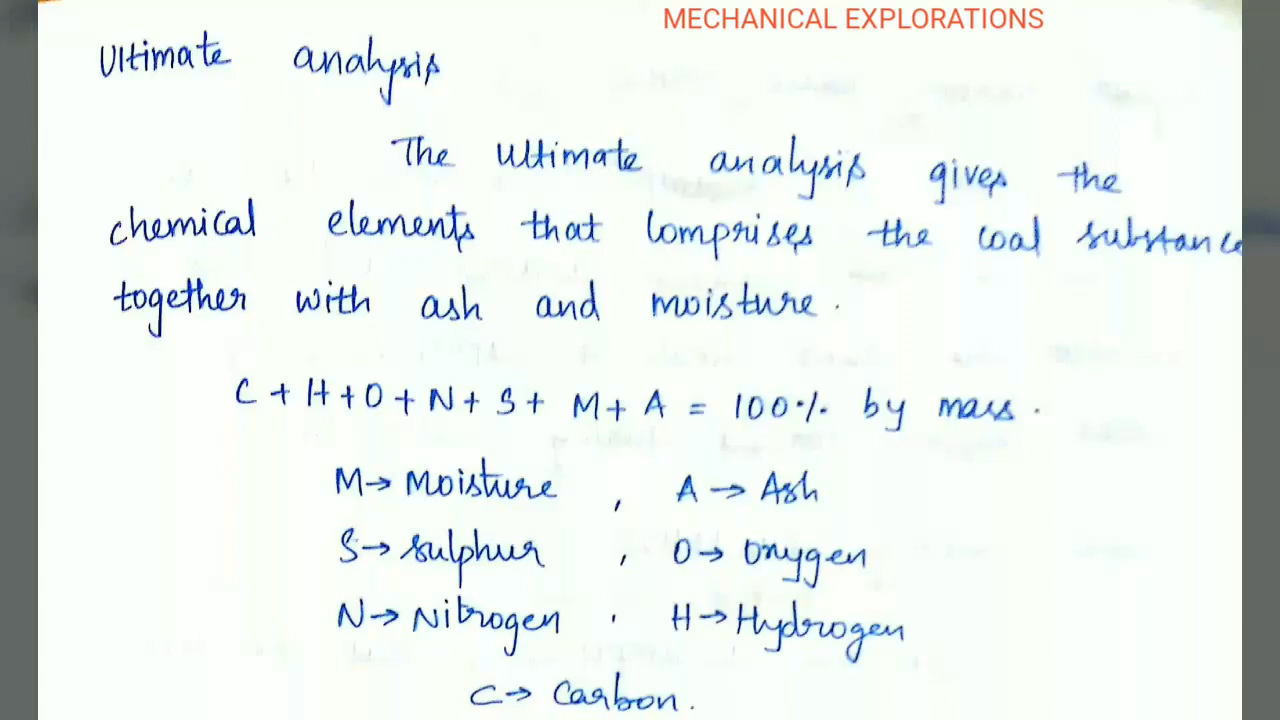 MECHANICAL EXPLORATIONS
Ultimate analysis
The ultimate analysis gives the
chemical elements that comprises the coal substance
together with ash and moisture.
C + H + O + N + S + M + A = 100% by mass.
M → Moisture, A → Ash
S → sulphur, O → Oxygen
N → Nitrogen, H → Hydrogen
C → Carbon.